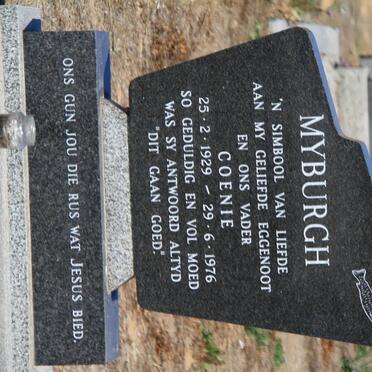 MYBURGH
'N SIMBOOL VAN LIEFDE
AAN MY GELIEFDE EGGENOOT
EN ONS VADER
COENIE
25.2.1929 – 29.6.1976
SO GEDULDIG EN VOL MOED
WAS SY ANTWOORD ALTYD
"DIT GAAN GOED."
ONS GUN JOU DIE RUS WAT JESUS BIED.